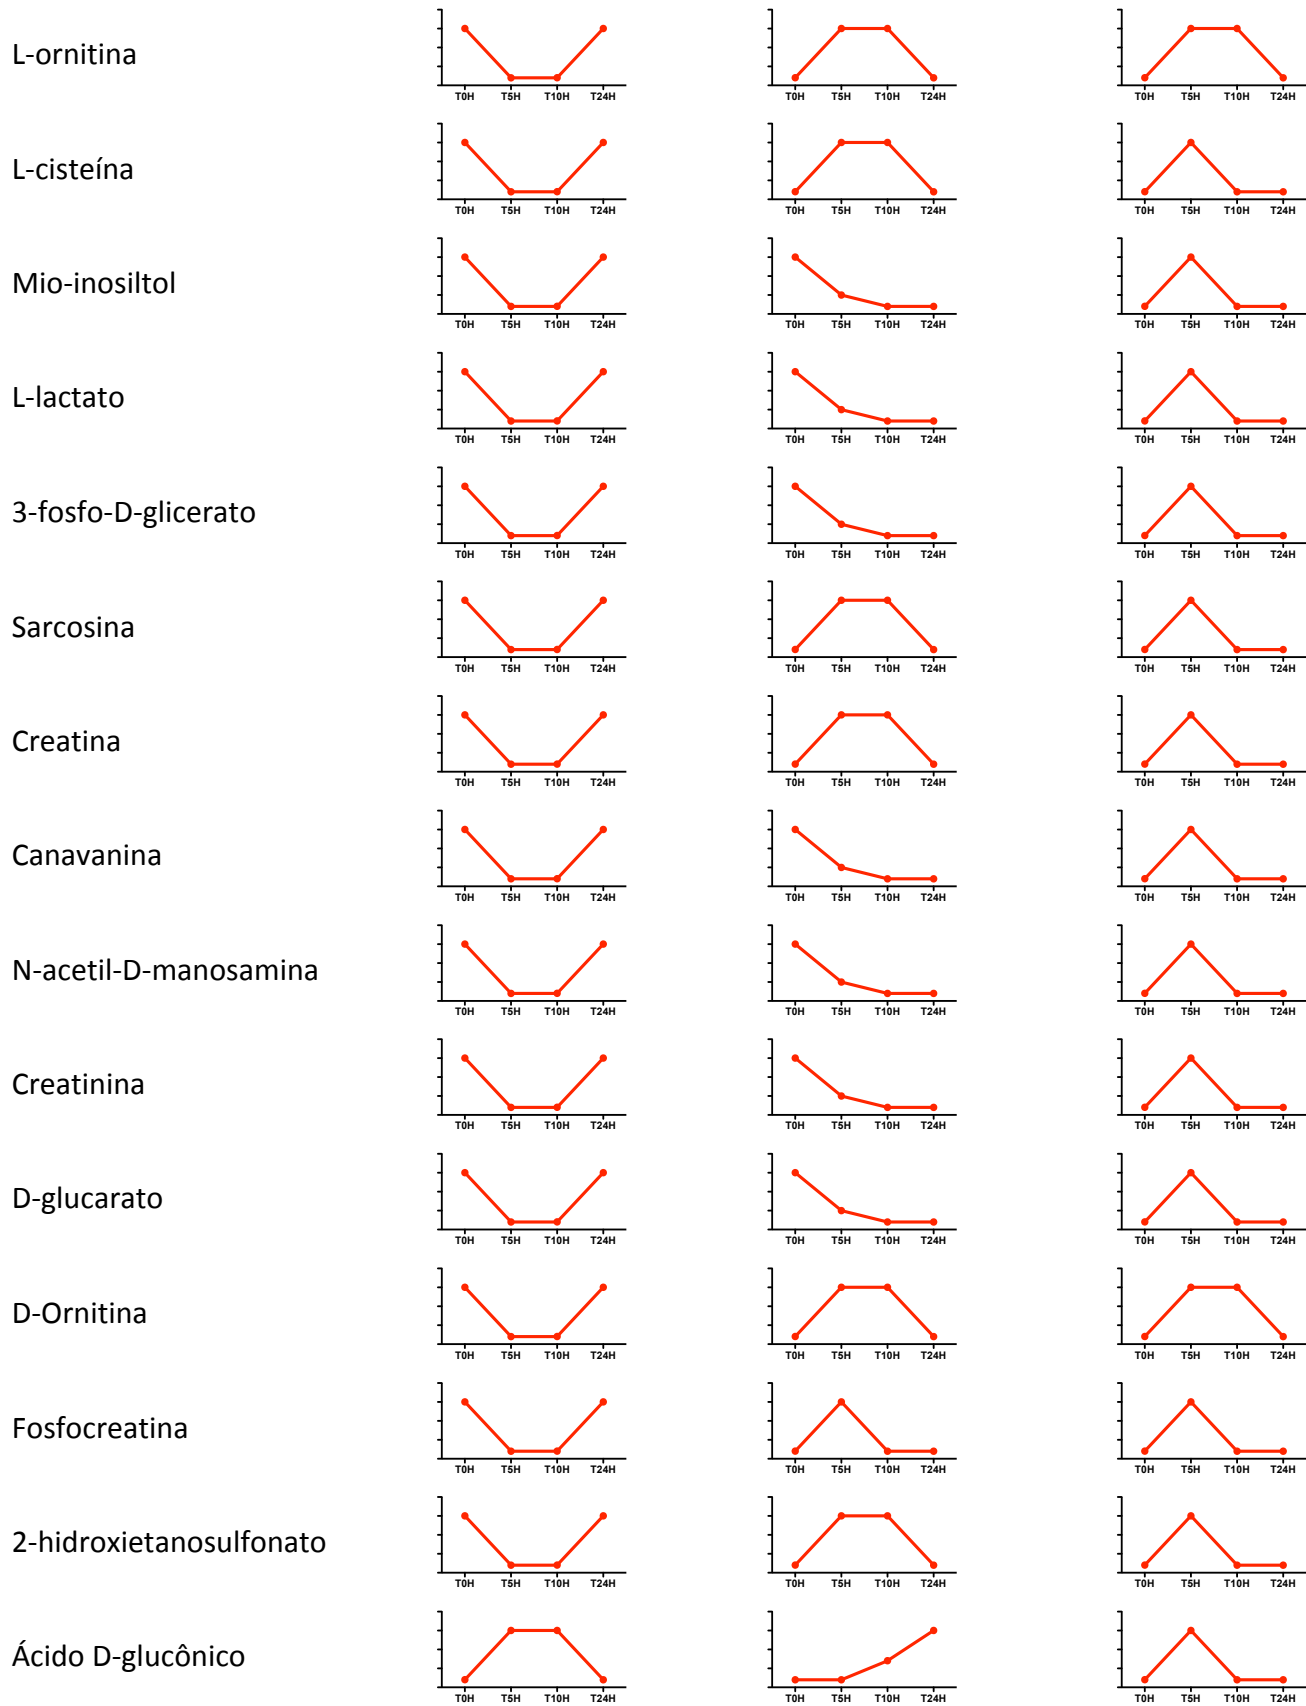 L-ornitina
T0H T5H T10H T24H T0H T5H T10H T24H T0H T5H T10H T24H
L-cisteína
T0H T5H T10H T24H T0H T5H T10H T24H T0H T5H T10H T24H
Mio-inosiltol
T0H T5H T10H T24H T0H T5H T10H T24H T0H T5H T10H T24H
L-lactato
T0H T5H T10H T24H T0H T5H T10H T24H T0H T5H T10H T24H
3-fosfo-D-glicerato
T0H T5H T10H T24H T0H T5H T10H T24H T0H T5H T10H T24H
Sarcosina
T0H T5H T10H T24H T0H T5H T10H T24H T0H T5H T10H T24H
Creatina
T0H T5H T10H T24H T0H T5H T10H T24H T0H T5H T10H T24H
Canavanina
T0H T5H T10H T24H T0H T5H T10H T24H T0H T5H T10H T24H
N-acetil-D-manosamina
T0H T5H T10H T24H T0H T5H T10H T24H T0H T5H T10H T24H
Creatinina
T0H T5H T10H T24H T0H T5H T10H T24H T0H T5H T10H T24H
D-glucarato
T0H T5H T10H T24H T0H T5H T10H T24H T0H T5H T10H T24H
D-Ornitina
T0H T5H T10H T24H T0H T5H T10H T24H T0H T5H T10H T24H
Fosfocreatina
T0H T5H T10H T24H T0H T5H T10H T24H T0H T5H T10H T24H
2-hidroxietanosulfonato
T0H T5H T10H T24H T0H T5H T10H T24H T0H T5H T10H T24H
Ácido D-glucônico
T0H T5H T10H T24H T0H T5H T10H T24H T0H T5H T10H T24H